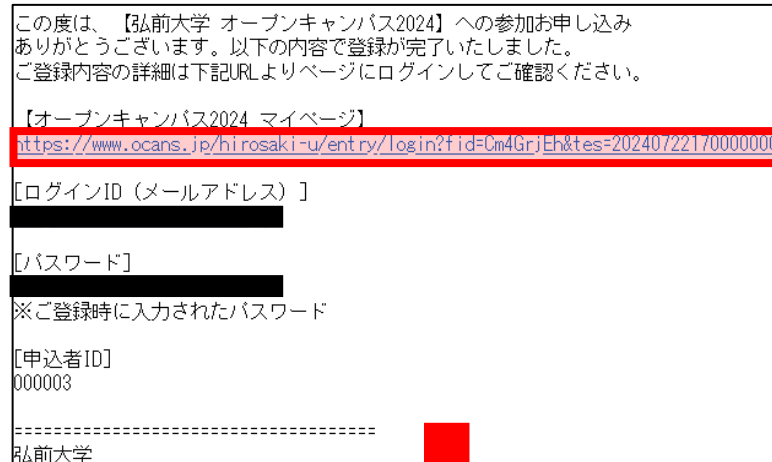 この度は、【弘前大学 オープンキャンパス2024】への参加お申し込み
ありがとうございます。以下の内容で登録が完了いたしました。
ご登録内容の詳細は下記URLよりページにログインしてご確認ください。
【オープンキャンパス2024 マイページ】
https://www.ocans.jp/hirosaki-u/entry/login?fid=Cm4GrjEh&tes=20240722170000000
[ログインID（メールアドレス）]
[パスワード]
※ご登録時に入力されたパスワード
[申込者ID]
000003
=====================================
弘前大学